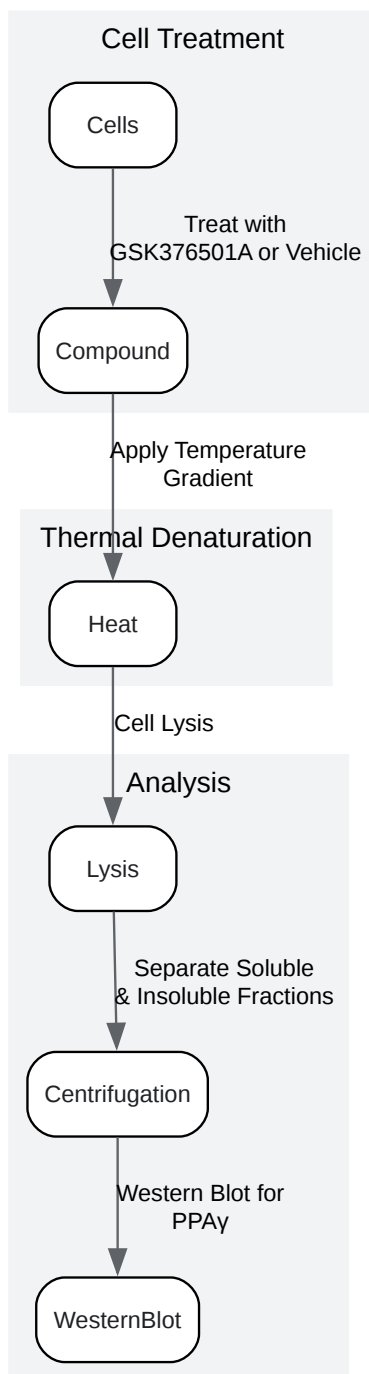 Cell Treatment
Cells
Treat with
GSK376501A or Vehicle
Compound
Apply Temperature
Gradient
Thermal Denaturation
Heat
Cell Lysis
Analysis
Lysis
Separate Soluble
& Insoluble Fractions
Centrifugation
Western Blot for
PPAγ
WesternBlot